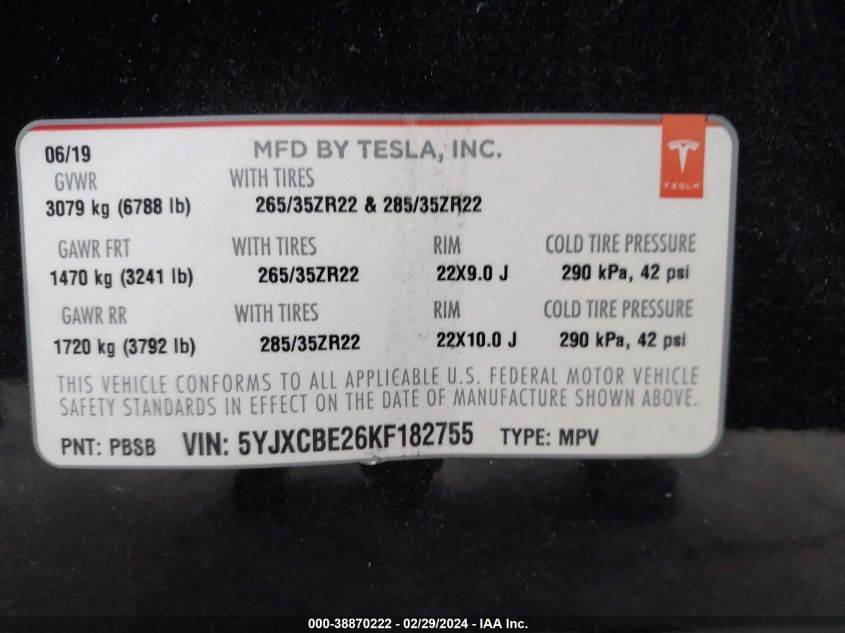 06/19 MFD BY TESLA, INC.
TESLA
GVWR WITH TIRES
3079 kg (6788 lb) 265/35ZR22 & 285/35ZR22
GAWR FRT WITH TIRES RIM COLD TIRE PRESSURE
1470 kg (3241 lb) 265/35ZR22 22X9.0 J 290 kPa, 42 psi
GAWR RR WITH TIRES RIM COLD TIRE PRESSURE
1720 kg (3792 lb) 285/35ZR22 22X10.0 J 290 kPa, 42 psi
THIS VEHICLE CONFORMS TO ALL APPLICABLE U.S. FEDERAL MOTOR VEHICLE
SAFETY STANDARDS IN EFFECT ON THE DATE OF MANUFACTURE SHOWN ABOVE.
PNT: PBSB VIN: 5YJXCBE26KF182755 TYPE: MPV
000-38870222 - 02/29/2024 - IAA Inc.